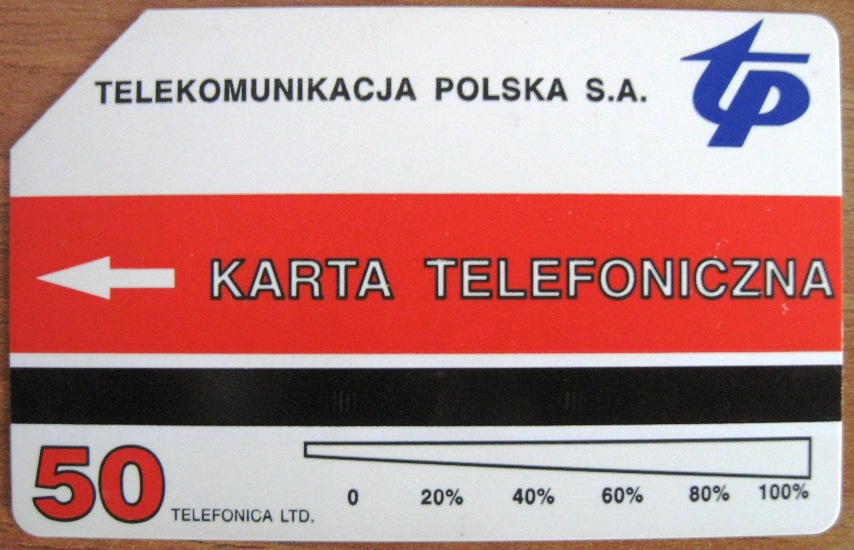 TELEKOMUNIKACJA POLSKA S.A.
tp
KARTA TELEFONICZNA
50
TELEFONICA LTD.
0 20% 40% 60% 80% 100%